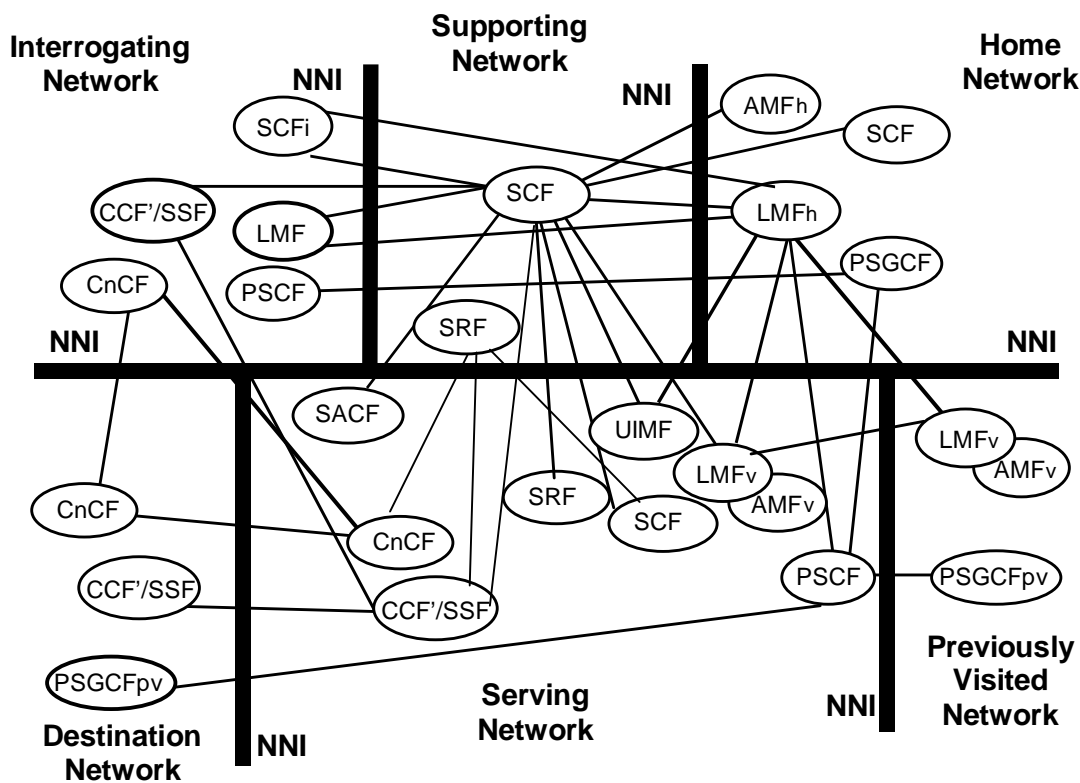 Interrogating
Network
Supporting
Network
Home
Network
NNI
NNI
SCFi
AMFh
SCF
CCF'/SSF
LMF
SCF
LMFh
CnCF
PSCF
PSGCF
SRF
NNI
NNI
SACF
UIMF
LMFv
AMFv
LMFv
AMFv
CnCF
SRF
SCF
CnCF
CCF'/SSF
CCF'/SSF
PSCF
PSGCFpv
PSGCFpv
Destination
Network
NNI
Serving
Network
NNI
Previously
Visited
Network